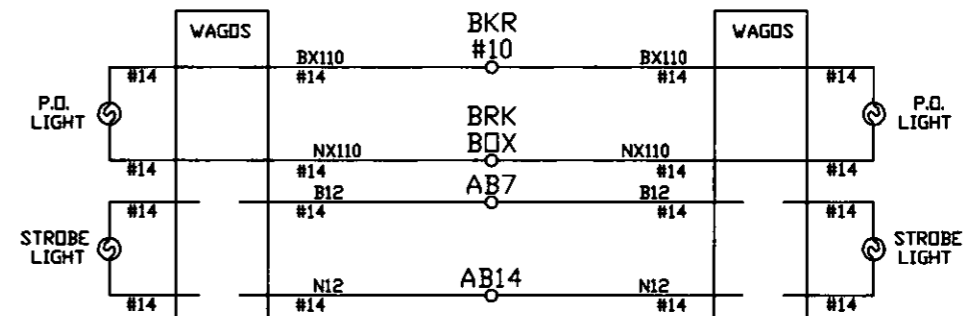 WAGOS
BKR
#10
WAGOS
BX110
BX110
#14
#14
#14
#14
P.O.
LIGHT
P.O.
LIGHT
BRK
BOX
NX110
NX110
#14
#14
#14
#14
AB7
B12
B12
#14
#14
#14
#14
STROBE
LIGHT
STROBE
LIGHT
AB14
N12
N12
#14
#14
#14
#14